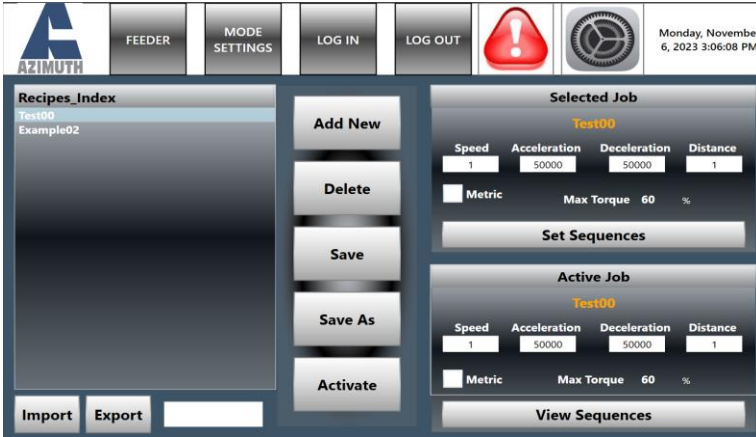 AZIMUTH
FEEDER
MODE
SETTINGS
LOG IN
LOG OUT
Monday, Novembe
6, 2023 3:06:08 PM
Recipes_Index
Test00
Example02
Add New
Delete
Save
Save As
Activate
Import
Export
Selected Job
Test00
Speed Acceleration Deceleration Distance
1 50000 50000 1
Metric Max Torque 60 %
Set Sequences
Active Job
Test00
Speed Acceleration Deceleration Distance
1 50000 50000 1
Metric Max Torque 60 %
View Sequences